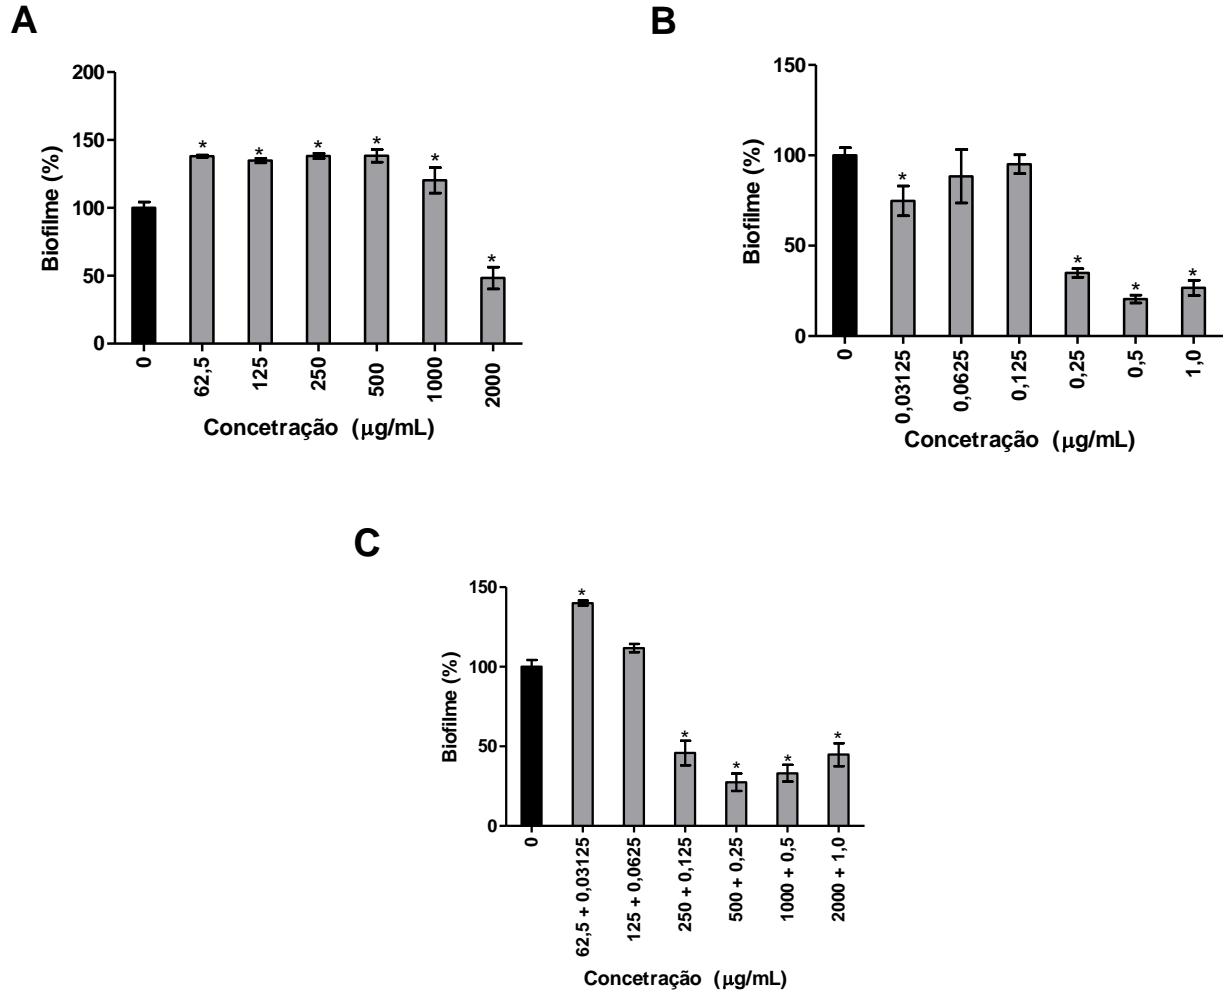 A
Biofilme (%)
200
150
100
50
0
*
*
*
*
*
*
0
62,5
125
250
500
1000
2000
Concetração (µg/mL)
B
Biofilme (%)
150
100
50
0
*
*
*
*
0
0,03125
0,0625
0,125
0,25
0,5
1,0
Concetração (µg/mL)
C
Biofilme (%)
150
100
50
0
*
*
*
*
*
0
62,5 + 0,03125
125 + 0,0625
250 + 0,125
500 + 0,25
1000 + 0,5
2000 + 1,0
Concetração (µg/mL)